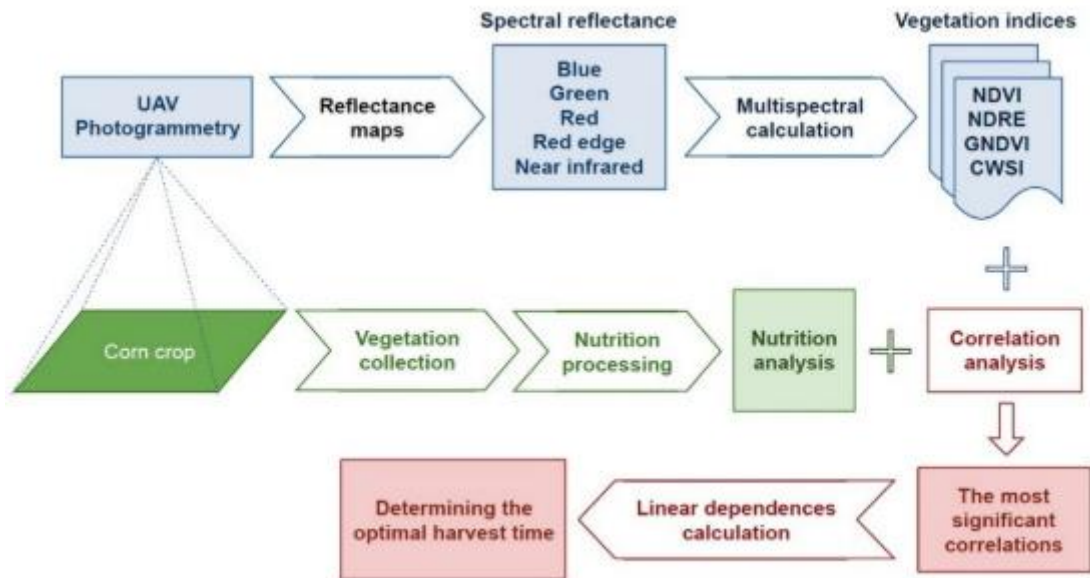 Spectral reflectance
Vegetation indices
UAV
Photogrammetry
Reflectance
maps
Blue
Green
Red
Red edge
Near infrared
Multispectral
calculation
NDVI
NDRE
GNDVI
CWSI
Corn crop
Vegetation
collection
Nutrition
processing
Nutrition
analysis
Correlation
analysis
The most
significant
correlations
Linear dependences
calculation
Determining the
optimal harvest time